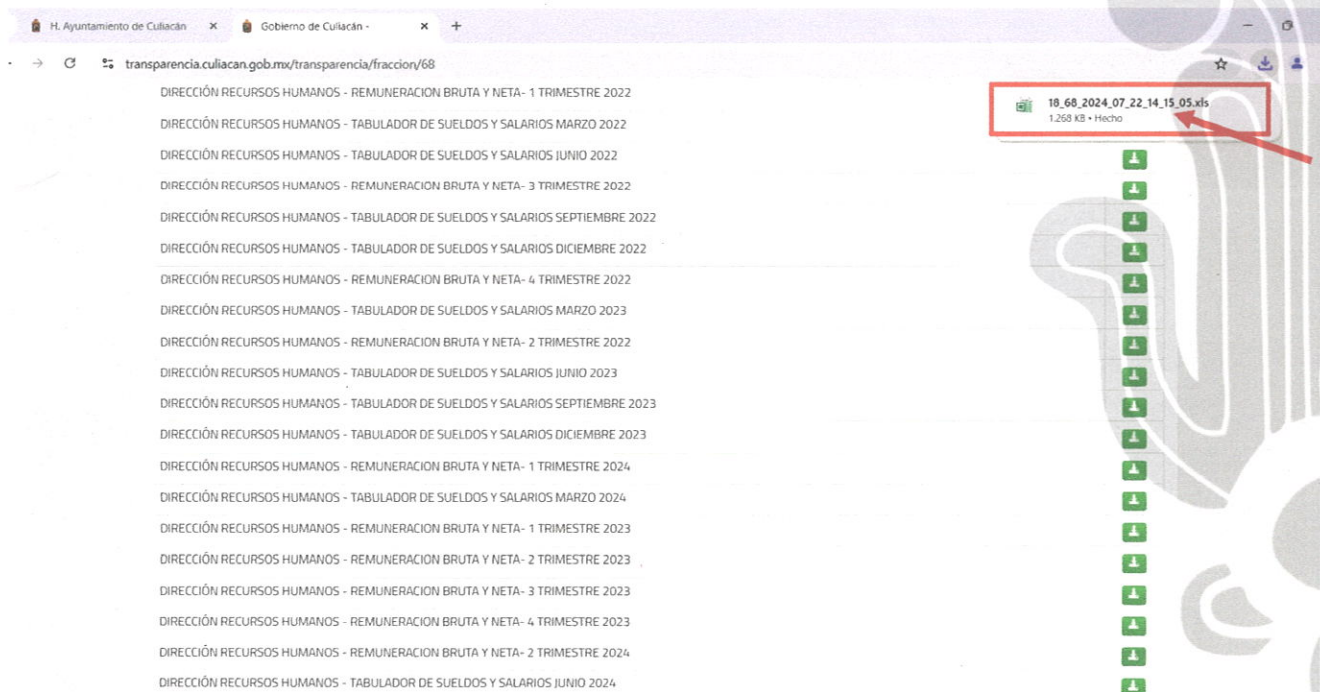 H. Ayuntamiento de Culiacán
Gobierno de Culiacán -
transparencia.culiacan.gob.mx/transparencia/fraccion/68
18_68_2024_07_22_14_15_05.xls
1.268 KB • Hecho
DIRECCIÓN RECURSOS HUMANOS - REMUNERACION BRUTA Y NETA- 1 TRIMESTRE 2022
DIRECCIÓN RECURSOS HUMANOS - TABULADOR DE SUELDOS Y SALARIOS MARZO 2022
DIRECCIÓN RECURSOS HUMANOS - TABULADOR DE SUELDOS Y SALARIOS JUNIO 2022
DIRECCIÓN RECURSOS HUMANOS - REMUNERACION BRUTA Y NETA- 3 TRIMESTRE 2022
DIRECCIÓN RECURSOS HUMANOS - TABULADOR DE SUELDOS Y SALARIOS SEPTIEMBRE 2022
DIRECCIÓN RECURSOS HUMANOS - TABULADOR DE SUELDOS Y SALARIOS DICIEMBRE 2022
DIRECCIÓN RECURSOS HUMANOS - REMUNERACION BRUTA Y NETA- 4 TRIMESTRE 2022
DIRECCIÓN RECURSOS HUMANOS - TABULADOR DE SUELDOS Y SALARIOS MARZO 2023
DIRECCIÓN RECURSOS HUMANOS - REMUNERACION BRUTA Y NETA- 2 TRIMESTRE 2022
DIRECCIÓN RECURSOS HUMANOS - TABULADOR DE SUELDOS Y SALARIOS JUNIO 2023
DIRECCIÓN RECURSOS HUMANOS - TABULADOR DE SUELDOS Y SALARIOS SEPTIEMBRE 2023
DIRECCIÓN RECURSOS HUMANOS - TABULADOR DE SUELDOS Y SALARIOS DICIEMBRE 2023
DIRECCIÓN RECURSOS HUMANOS - REMUNERACION BRUTA Y NETA- 1 TRIMESTRE 2024
DIRECCIÓN RECURSOS HUMANOS - TABULADOR DE SUELDOS Y SALARIOS MARZO 2024
DIRECCIÓN RECURSOS HUMANOS - REMUNERACION BRUTA Y NETA- 1 TRIMESTRE 2023
DIRECCIÓN RECURSOS HUMANOS - REMUNERACION BRUTA Y NETA- 2 TRIMESTRE 2023
DIRECCIÓN RECURSOS HUMANOS - REMUNERACION BRUTA Y NETA- 3 TRIMESTRE 2023
DIRECCIÓN RECURSOS HUMANOS - REMUNERACION BRUTA Y NETA- 4 TRIMESTRE 2023
DIRECCIÓN RECURSOS HUMANOS - REMUNERACION BRUTA Y NETA- 2 TRIMESTRE 2024
DIRECCIÓN RECURSOS HUMANOS - TABULADOR DE SUELDOS Y SALARIOS JUNIO 2024